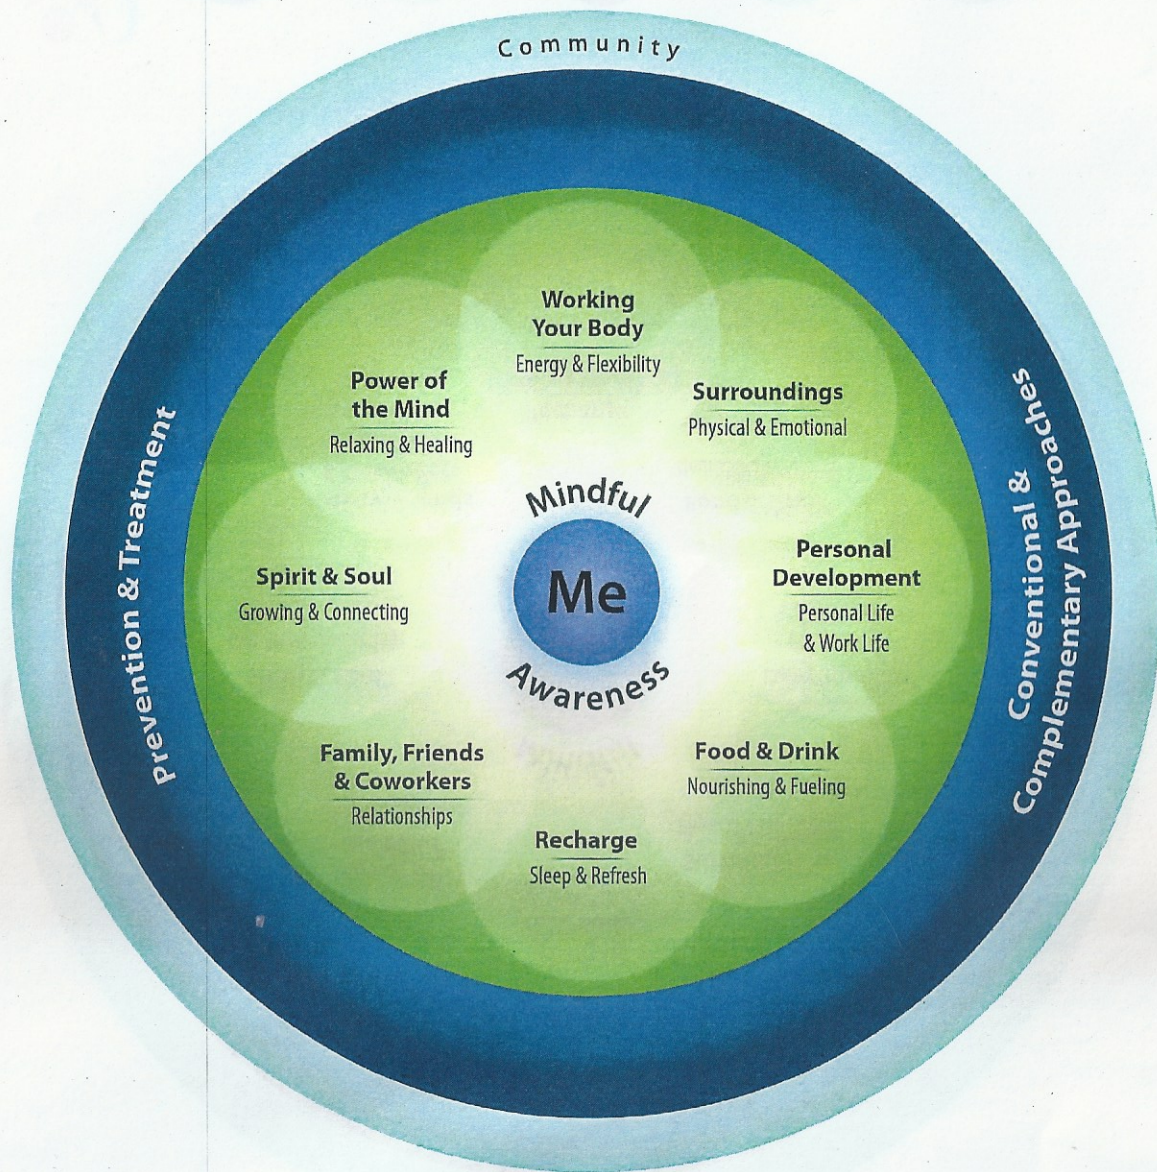 Community
Working
Your Body
Energy & Flexibility
Surroundings
Physical & Emotional
Personal
Development
Personal Life
& Work Life
Food & Drink
Nourishing & Fueling
Recharge
Sleep & Refresh
Family, Friends
& Coworkers
Relationships
Spirit & Soul
Growing & Connecting
Power of
the Mind
Relaxing & Healing
Mindful
Me
Awareness
Prevention & Treatment
Conventional &
Complementary Approaches